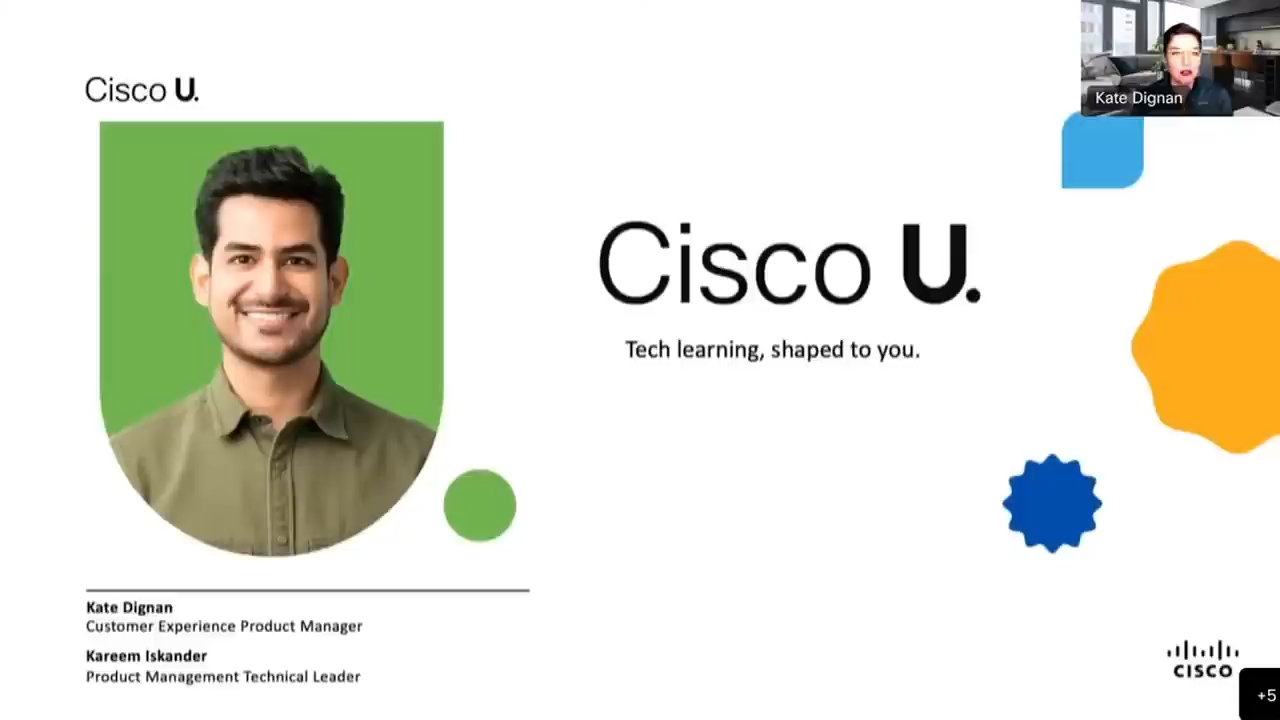 Cisco U.
Kate Dignan
Cisco U.
Tech learning, shaped to you.
Kate Dignan
Customer Experience Product Manager
Kareem Iskander
Product Management Technical Leader
CISCO
+5